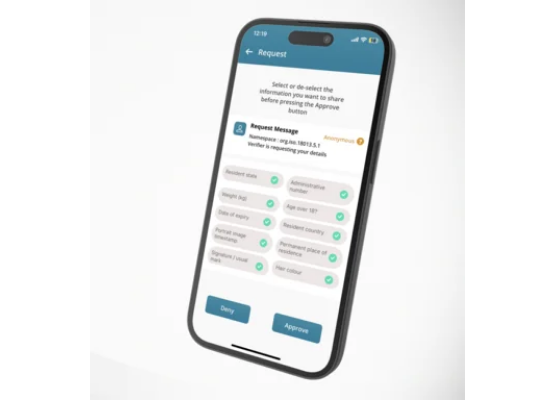 12:19
Request
Select or de-select the
information you want to share
before pressing the Approve
button
Request Message
Anonymous ?
Namespace : org.iso.18013.5.1
Verifier is requesting your details
Resident state
Administrative
number
Weight (kg)
Age over 18?
Date of expiry
Resident country
Portrait image
timestamp
Permanent place of
residence
Signature / usual
mark
Hair colour
Deny
Approve